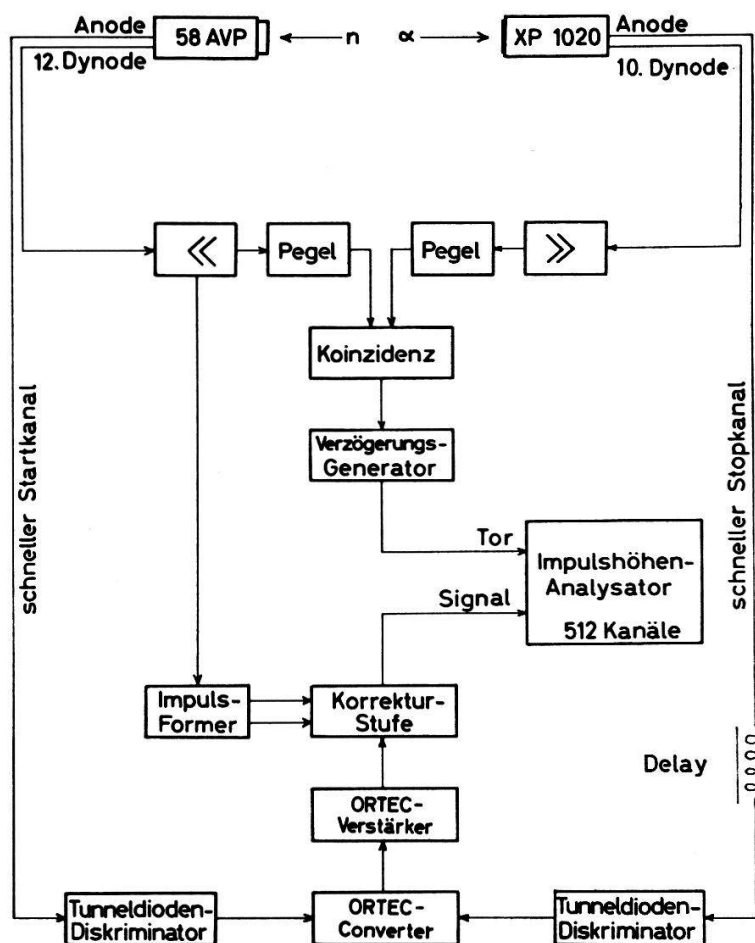 Anode
58 AVP
n
α
XP 1020
Anode
12. Dynode
10. Dynode
<<
Pegel
Pegel
>>
Koinzidenz
Verzögerungs-
Generator
schneller Startkanal
schneller Stopkanal
Tor
Impulshöhen-
Analysator
512 Kanäle
Signal
Impuls-
Former
Korrektur-
Stufe
Delay
ORTEC-
Verstärker
Tunneldioden-
Diskriminator
ORTEC-
Converter
Tunneldioden-
Diskriminator